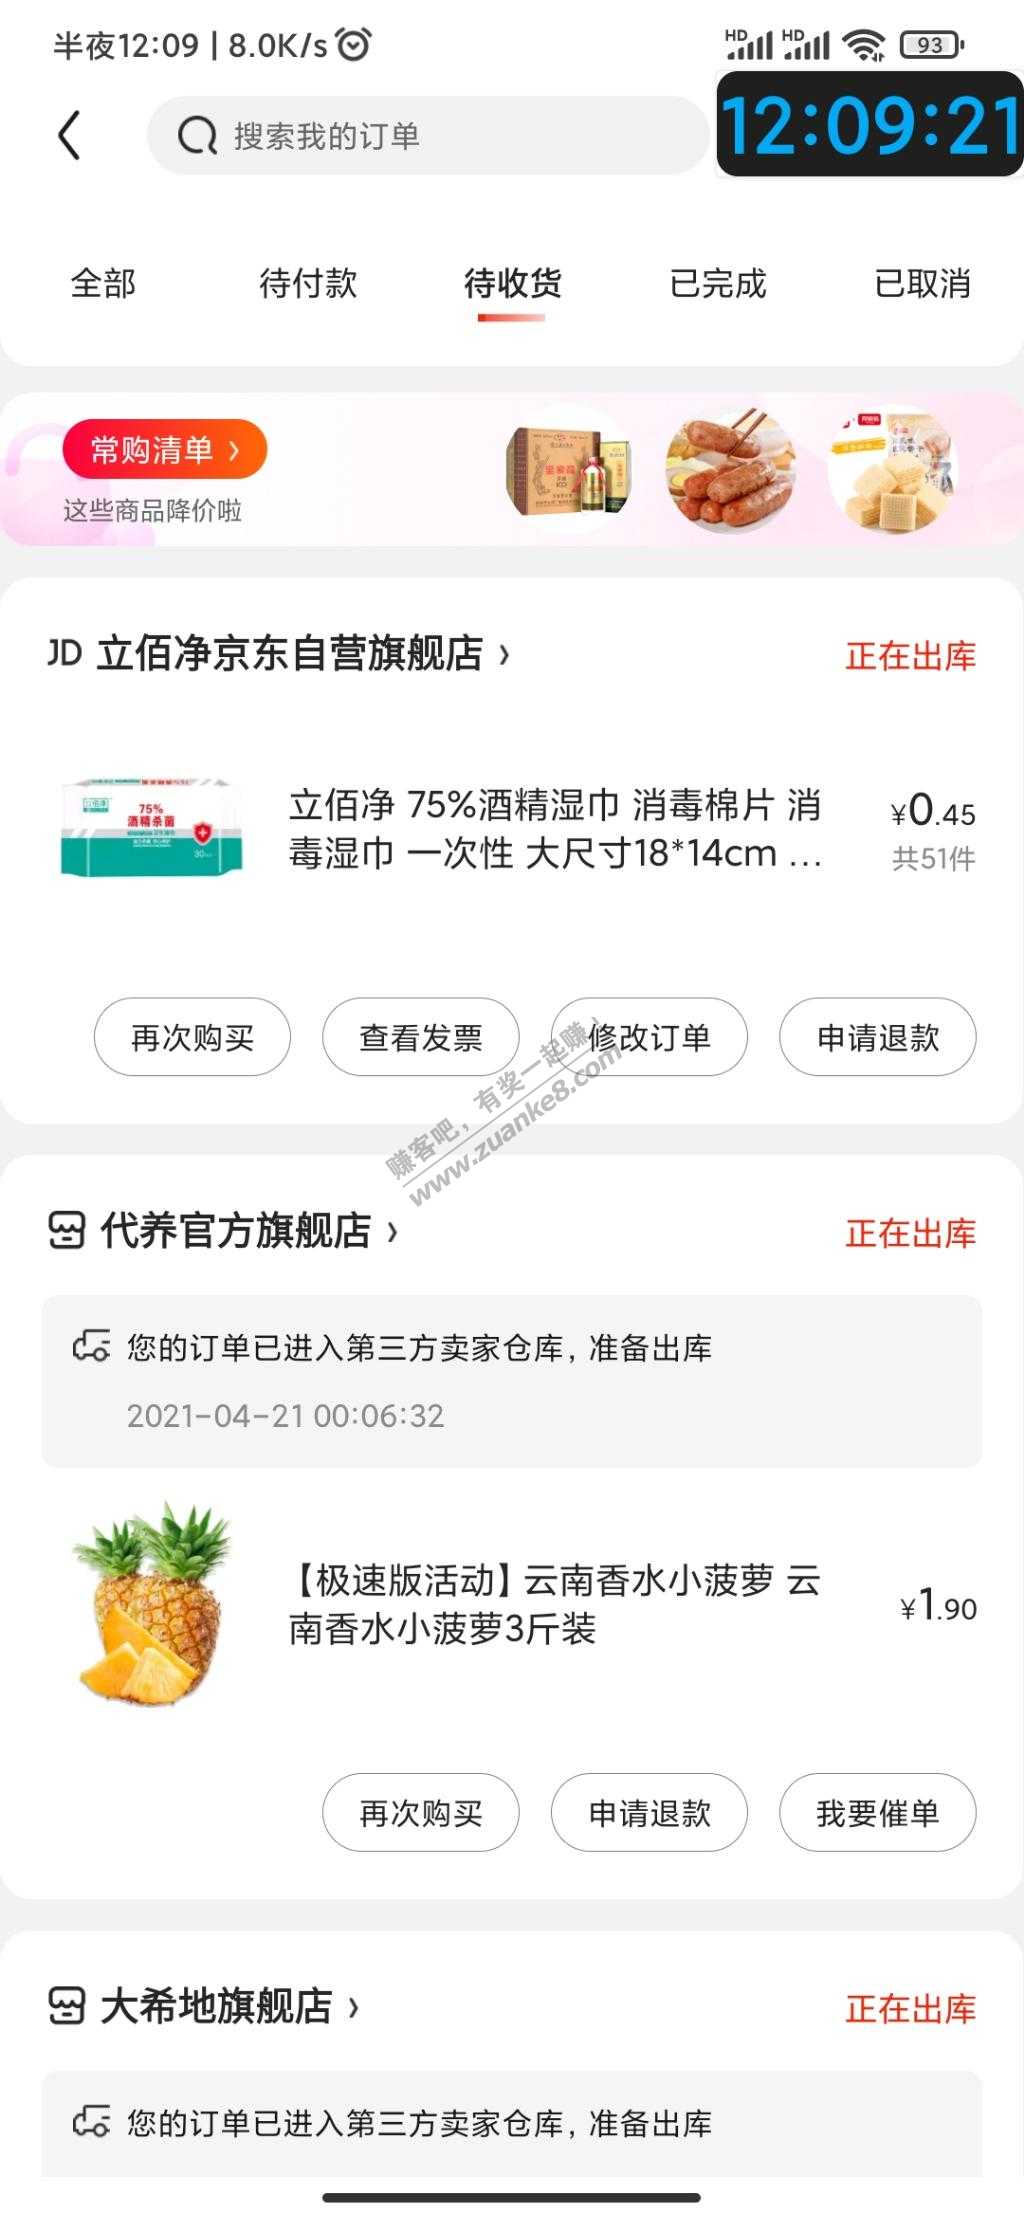 半夜12:09 | 8.0K/s
HD HD 93
12:09:21
搜索我的订单
全部 待付款 待收货 已完成 已取消
常购清单 ›
这些商品降价啦
JD 立佰净京东自营旗舰店 ›
正在出库
75%
酒精杀菌
立佰净 75%酒精湿巾 消毒棉片 消
毒湿巾 一次性 大尺寸18*14cm ...
¥0.45
共51件
再次购买 查看发票 修改订单 申请退款
赚客吧，有奖一起赚！
www.zuanke8.com
代养官方旗舰店 ›
正在出库
您的订单已进入第三方卖家仓库，准备出库
2021-04-21 00:06:32
【极速版活动】云南香水小菠萝 云
南香水小菠萝3斤装
¥1.90
再次购买 申请退款 我要催单
大希地旗舰店 ›
正在出库
您的订单已进入第三方卖家仓库，准备出库